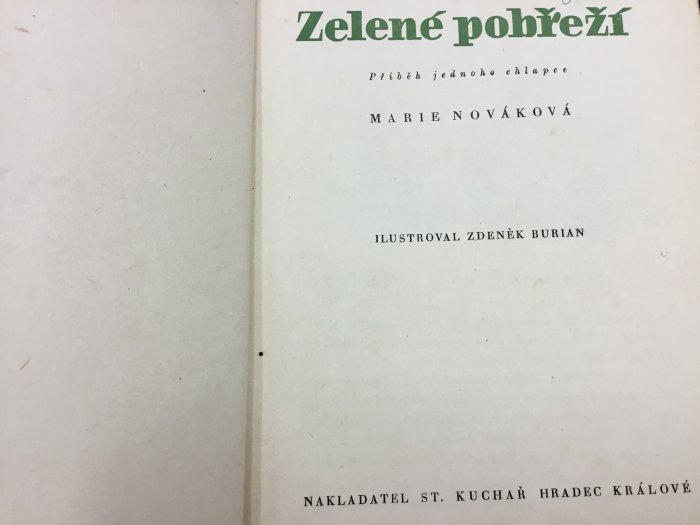 Zelené pobřeží
Příběh jednoho chlapce
MARIE NOVÁKOVÁ
ILUSTROVAL ZDENĚK BURIAN
NAKLADATEL ST. KUCHAŘ HRADEC KRÁLOVÉ